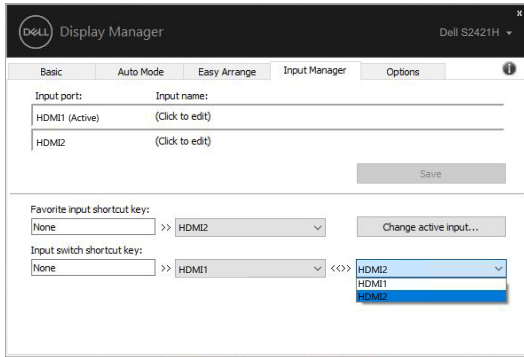 DELL Display Manager
x
Dell S2421H
Basic Auto Mode Easy Arrange Input Manager Options i
Input port: Input name:
HDMI1 (Active) (Click to edit)
HDMI2 (Click to edit)
Save
Favorite input shortcut key:
None >> HDMI2 Change active input...
Input switch shortcut key:
None >> HDMI1 <<>> HDMI2
HDMI1
HDMI2